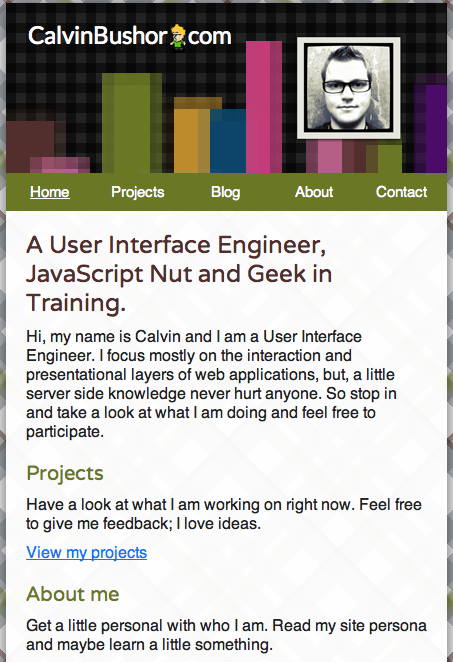 CalvinBushor com
Home Projects Blog About Contact
A User Interface Engineer,
JavaScript Nut and Geek in
Training.
Hi, my name is Calvin and I am a User Interface
Engineer. I focus mostly on the interaction and
presentational layers of web applications, but, a little
server side knowledge never hurt anyone. So stop in
and take a look at what I am doing and feel free to
participate.
Projects
Have a look at what I am working on right now. Feel free
to give me feedback; I love ideas.
View my projects
About me
Get a little personal with who I am. Read my site persona
and maybe learn a little something.